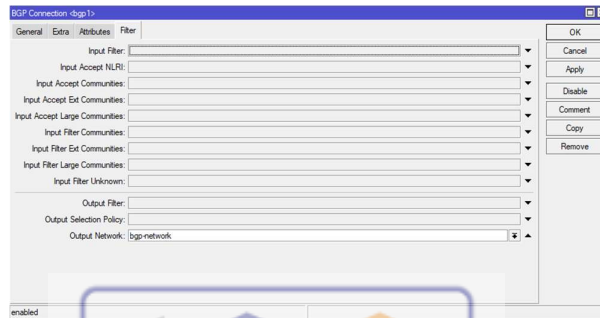 BGP Connection <bgp1>
General Extra Attributes Filter
OK
Input Filter:
Cancel
Input Accept NLRI:
Apply
Input Accept Communities:
Input Accept Ext Communities:
Disable
Input Accept Large Communities:
Comment
Input Filter Communities:
Copy
Input Filter Ext Communities:
Remove
Input Filter Large Communities:
Input Filter Unknown:
Output Filter:
Output Selection Policy:
Output Network: bgp-network
enabled